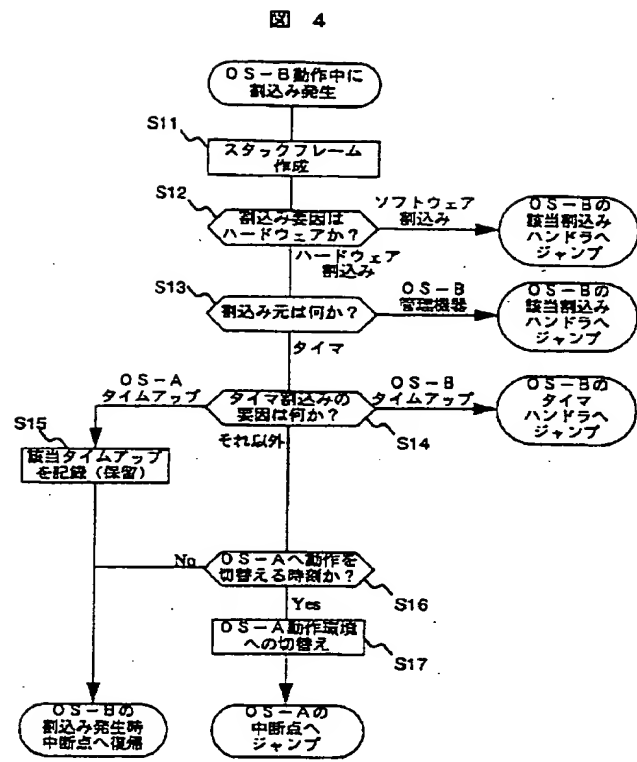 図 4
OS-B動作中に
割込み発生
S11
スタックフレーム
作成
S12
割込み要因は
ハードウェアか?
ソフトウェア
割込み
OS-Bの
該当割込み
ハンドラへ
ジャンプ
ハードウェア
割込み
S13
割込み元は何か?
OS-B
管理機器
OS-Bの
該当割込み
ハンドラへ
ジャンプ
タイマ
OS-A
タイムアップ
タイマ割込みの
要因は何か?
OS-B
タイムアップ
OS-Bの
タイマ
ハンドラへ
ジャンプ
S14
S15
該当タイムアップ
を記録(保留)
それ以外
No
OS-Aへ動作を
切替える時刻か?
S16
Yes
OS-A動作環境
への切替え
S17
OS-Bの
割込み発生時
中断点へ復帰
OS-Aの
中断点へ
ジャンプ